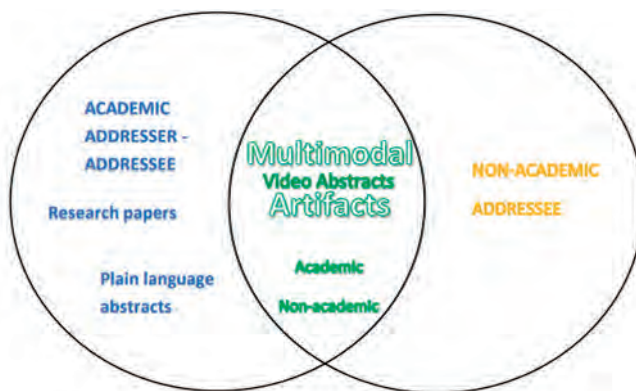 ACADEMIC
ADDRESSER -
ADDRESSEE
Research papers
Plain language
abstracts
Multimodal
Video Abstracts
Artifacts
Academic
Non-academic
NON-ACADEMIC
ADDRESSEE